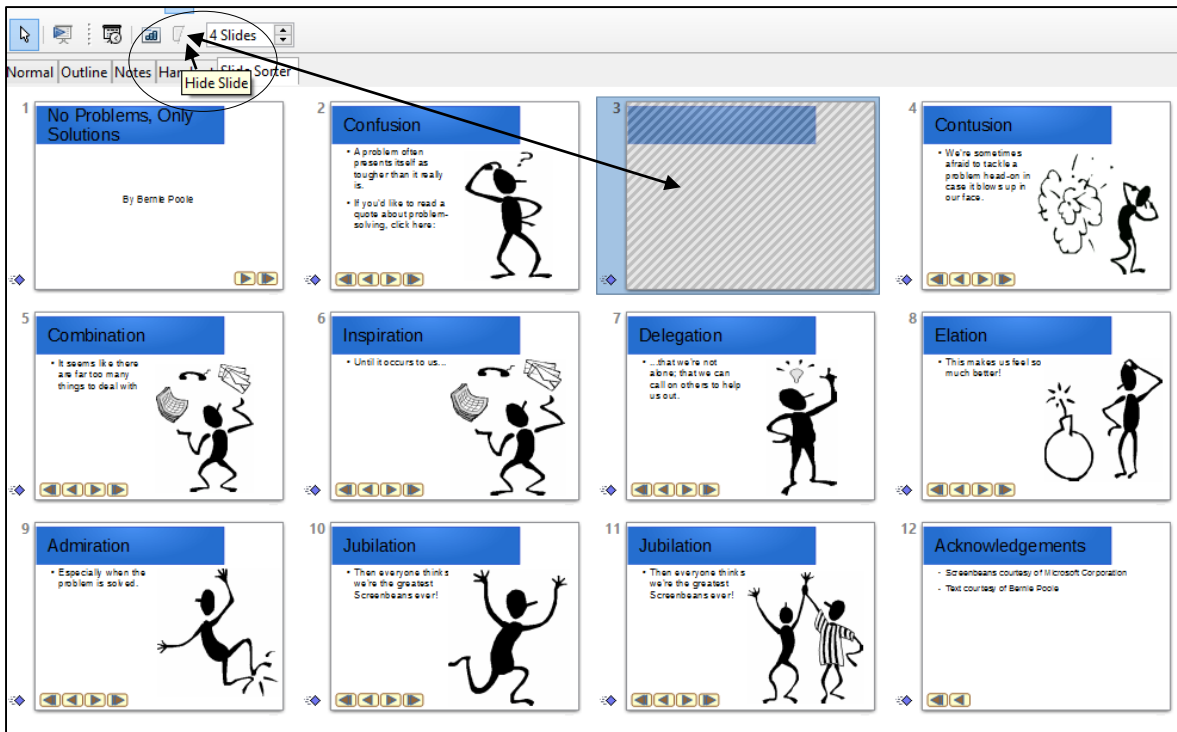 4 Slides
Normal Outline Notes Slide Sorter
Hide Slide
1
No Problems, Only
Solutions
By Bernie Poole
2
Confusion
• A problem often
presents itself as
tougher than it really
is.
• If you'd like to read a
quote about problem-
solving, click here:
?
3
4
Contusion
• We're sometimes
afraid to tackle a
problem head-on in
case it blows up in
our face.
5
Combination
• It seems like there
are far too many
things to deal with
6
Inspiration
• Until it occurs to us...
7
Delegation
• ...that we're not
alone; that we can
call on others to help
us out.
8
Elation
• This makes us feel so
much better!
9
Admiration
• Especially when the
problem is solved.
10
Jubilation
• Then everyone thinks
we're the greatest
Screenbeans ever!
11
Jubilation
• Then everyone thinks
we're the greatest
Screenbeans ever!
12
Acknowledgements
- Screenbeans courtesy of Microsoft Corporation
- Text courtesy of Bernie Poole